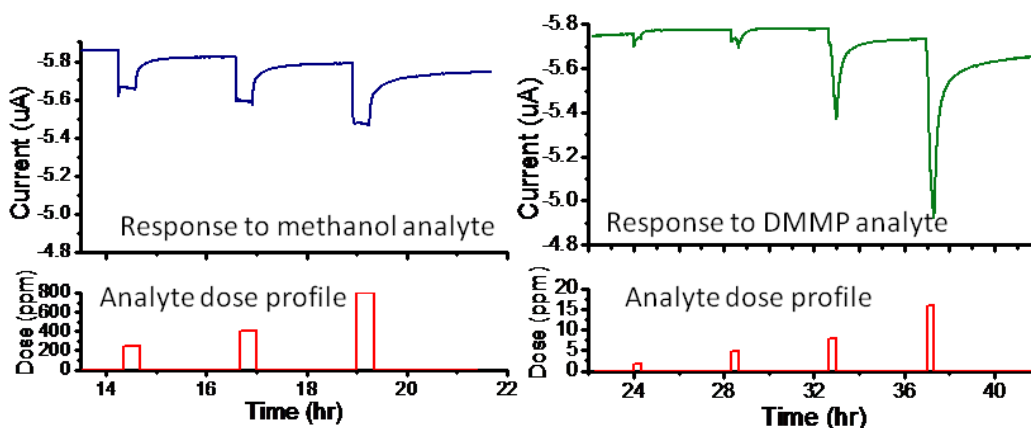 Current (uA)
-5.8
-5.6
-5.4
-5.2
-5.0
-4.8
Response to methanol analyte
Dose (ppm)
800
600
400
200
0
Analyte dose profile
14 16 18 20 22
Time (hr)
Current (uA)
-5.8
-5.6
-5.4
-5.2
-5.0
-4.8
Response to DMMP analyte
Dose (ppm)
20
15
10
5
0
Analyte dose profile
24 28 32 36 40
Time (hr)